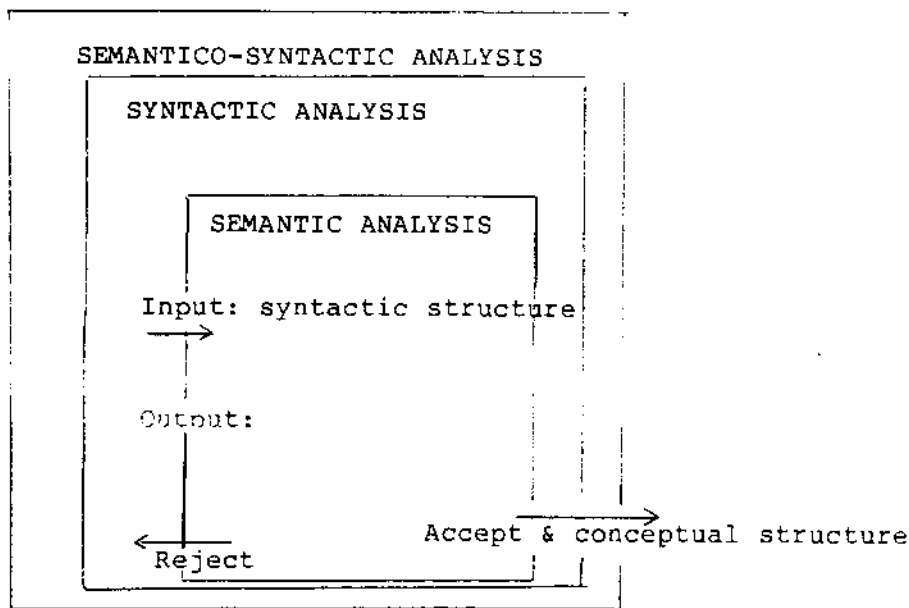 SEMANTICO-SYNTACTIC ANALYSIS
SYNTACTIC ANALYSIS
SEMANTIC ANALYSIS
Input: syntactic structure
Output:
Accept & conceptual structure
Reject